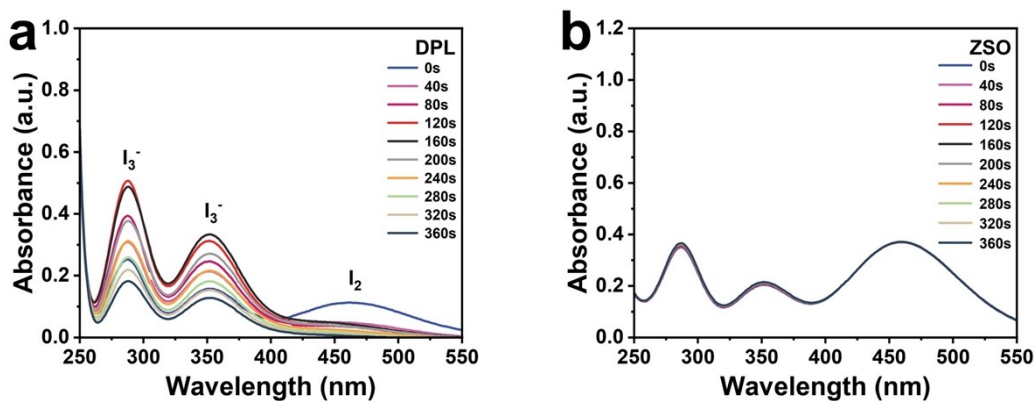 a
Absorbance (a.u.)
1.0
0.8
0.6
0.4
0.2
0.0
DPL
0s
40s
80s
120s
160s
200s
240s
280s
320s
360s
I₃⁻
I₃⁻
I₂
250 300 350 400 450 500 550
Wavelength (nm)
b
Absorbance (a.u.)
1.2
1.0
0.8
0.6
0.4
0.2
0.0
ZSO
0s
40s
80s
120s
160s
200s
240s
280s
320s
360s
250 300 350 400 450 500 550
Wavelength (nm)